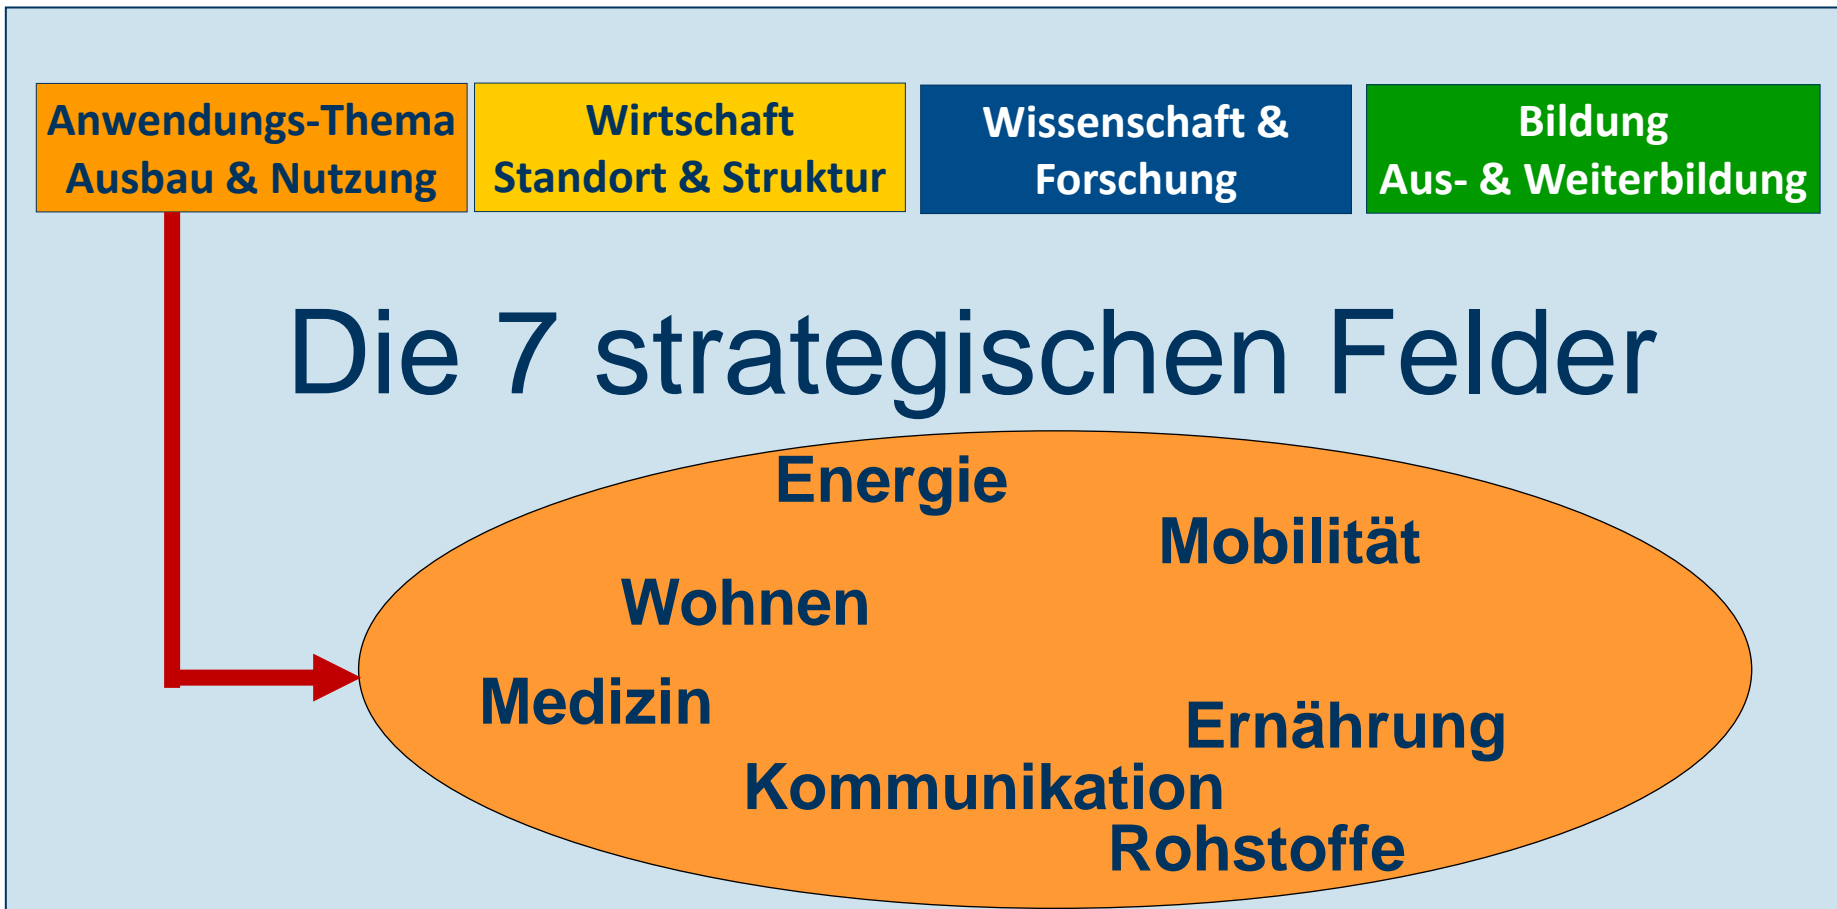 Anwendungs-Thema
Ausbau & Nutzung
Wirtschaft
Standort & Struktur
Wissenschaft &
Forschung
Bildung
Aus- & Weiterbildung
Die 7 strategischen Felder
Energie
Mobilität
Wohnen
Medizin
Ernährung
Kommunikation
Rohstoffe